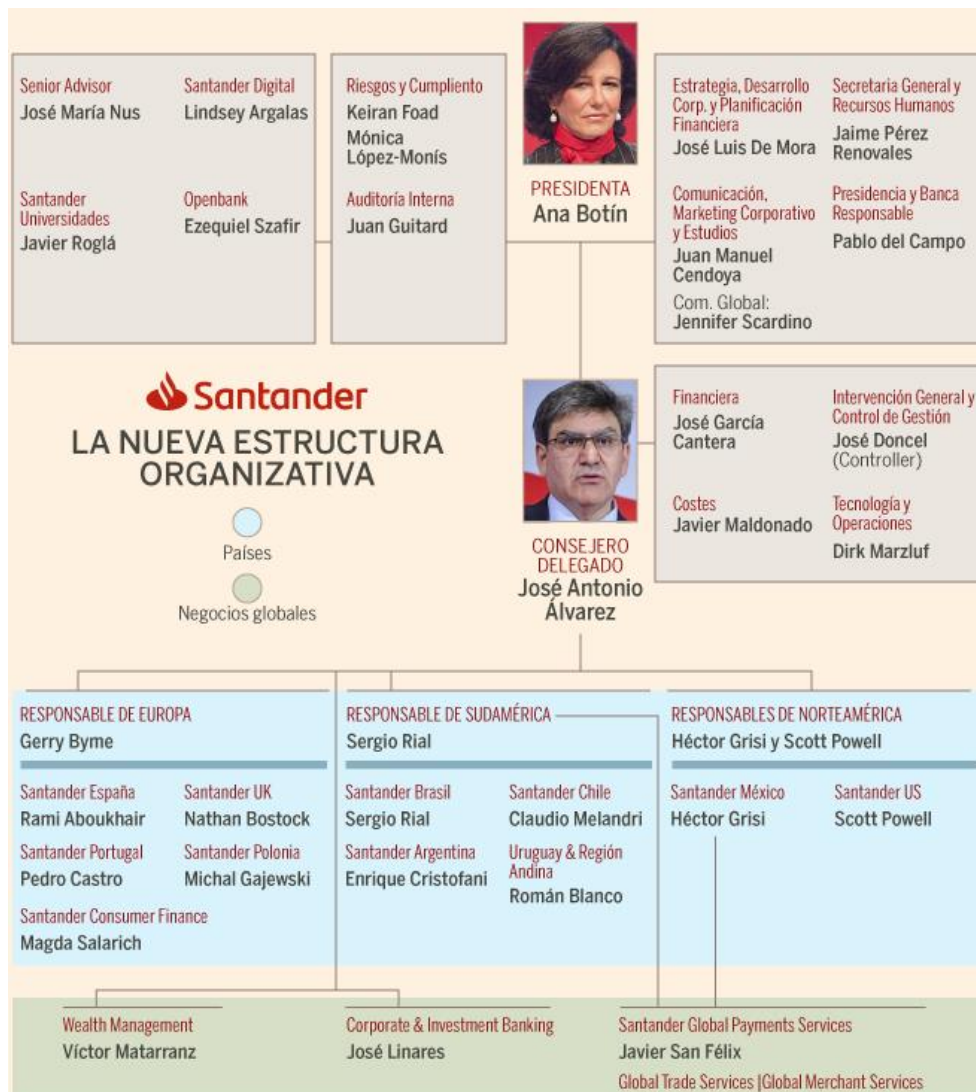 Senior Advisor
José María Nus
Santander Digital
Lindsey Argalas
Santander
Universidades
Javier Roglá
Openbank
Ezequiel Szafir
Riesgos y Cumpliento
Keiran Foad
Mónica
López-Monís
Auditoría Interna
Juan Guitard
PRESIDENTA
Ana Botín
Estrategia, Desarrollo
Corp. y Planificación
Financiera
José Luis De Mora
Secretaria General y
Recursos Humanos
Jaime Pérez
Renovales
Comunicación,
Marketing Corporativo
y Estudios
Juan Manuel
Cendoya
Com. Global:
Jennifer Scardino
Presidencia y Banca
Responsable
Pablo del Campo
Santander
LA NUEVA ESTRUCTURA
ORGANIZATIVA
Países
Negocios globales
CONSEJERO
DELEGADO
José Antonio
Álvarez
Financiera
José García
Cantera
Intervención General y
Control de Gestión
José Doncel
(Controller)
Costes
Javier Maldonado
Tecnología y
Operaciones
Dirk Marzluf
RESPONSABLE DE EUROPA
Gerry Byme
Santander España
Rami Aboukhair
Santander UK
Nathan Bostock
Santander Portugal
Pedro Castro
Santander Polonia
Michal Gajewski
Santander Consumer Finance
Magda Salarich
RESPONSABLE DE SUDAMÉRICA
Sergio Rial
Santander Brasil
Sergio Rial
Santander Chile
Claudio Melandri
Santander Argentina
Enrique Cristofani
Uruguay & Región
Andina
Román Blanco
RESPONSABLES DE NORTEAMÉRICA
Héctor Grisi y Scott Powell
Santander México
Héctor Grisi
Santander US
Scott Powell
Wealth Management
Víctor Matarranz
Corporate & Investment Banking
José Linares
Santander Global Payments Services
Javier San Félix
Global Trade Services |Global Merchant Services